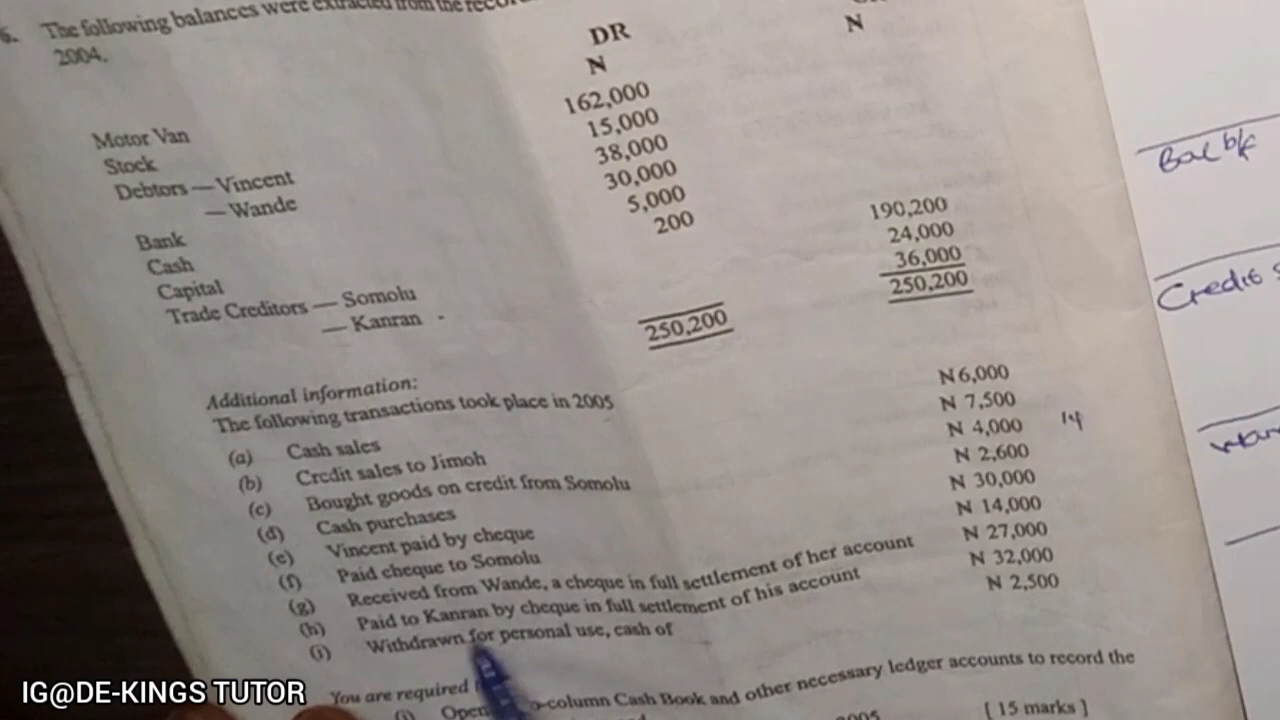 6. The following balances were extracted from the
2004.
DR
N
N
Motor Van 162,000
Stock 15,000
Debtors — Vincent 38,000
— Wande 30,000
Bank 5,000
Cash 200
Capital 190,200
Trade Creditors — Somolu 24,000
— Kanran 36,000
250,200 250,200
Additional information:
The following transactions took place in 2005
(a) Cash sales N 6,000
(b) Credit sales to Jimoh N 7,500
(c) Bought goods on credit from Somolu N 4,000 14
(d) Cash purchases N 2,600
(e) Vincent paid by cheque N 30,000
(f) Paid cheque to Somolu N 14,000
(g) Received from Wande, a cheque in full settlement of her account N 27,000
(h) Paid to Kanran by cheque in full settlement of his account N 32,000
(i) Withdrawn for personal use, cash of N 2,500
You are required
(i) Open o-column Cash Book and other necessary ledger accounts to record the
2005
[ 15 marks ]
Bal b/f
Credit S
IG@DE-KINGS TUTOR